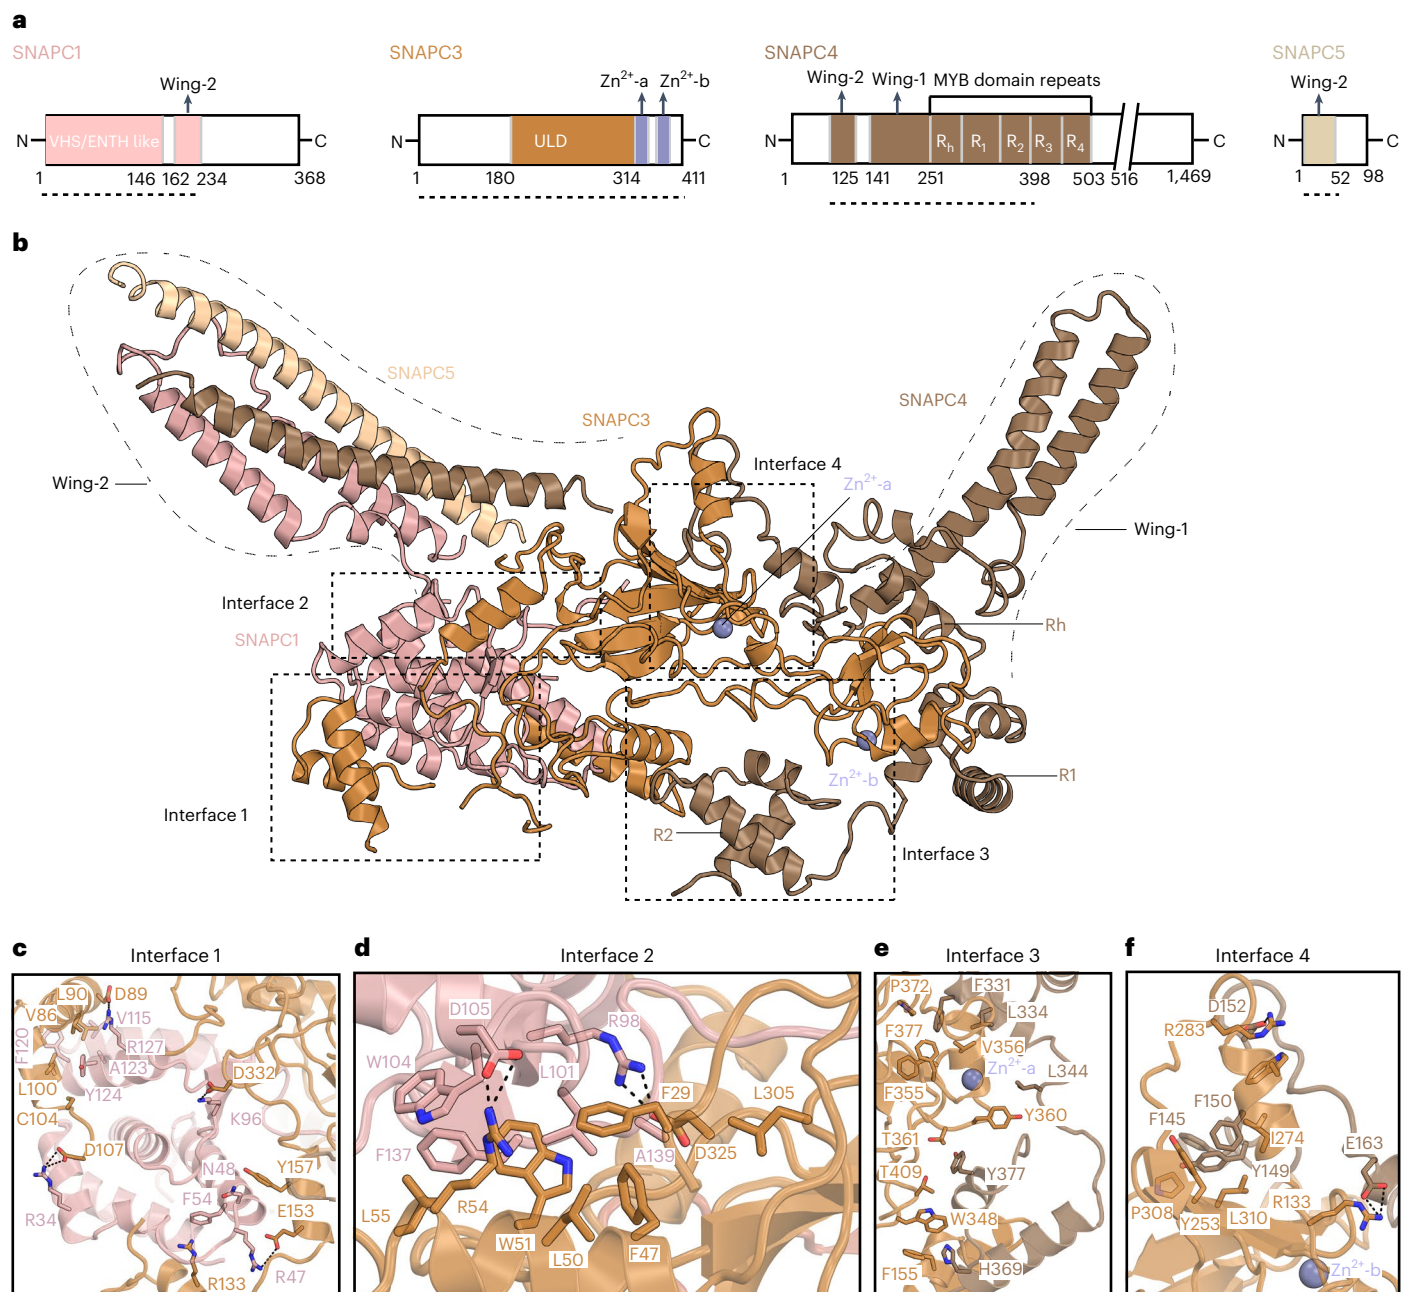 a
SNAPC1
SNAPC3
SNAPC4
SNAPC5
Wing-2
Zn2+-a
Zn2+-b
Wing-2
Wing-1
MYB domain repeats
Wing-2
N
VHS/ENTH like
C
N
ULD
C
N
Rh
R1
R2
R3
R4
C
N
C
1
146
162
234
368
1
180
314
411
1
125
141
251
398
503
516
1,469
1
52
98
b
SNAPC5
SNAPC3
SNAPC4
Interface 4
Zn2+-a
Wing-2
Wing-1
Interface 2
SNAPC1
Rh
Zn2+-b
R1
Interface 1
R2
Interface 3
c
Interface 1
L90
D89
V86
V115
F120
R127
A123
L100
Y124
D332
C104
K96
D107
N48
Y157
F54
R34
E153
R133
R47
d
Interface 2
D105
R98
W104
L101
F29
L305
F137
A139
D325
R54
L55
W51
L50
F47
e
Interface 3
P372
F331
L334
F377
V356
Zn2+-a
F355
L344
Y360
T361
Y377
T409
W348
F155
H369
f
Interface 4
D152
R283
F150
F145
I274
E163
Y149
R133
P308
Y253
L310
Zn2+-b